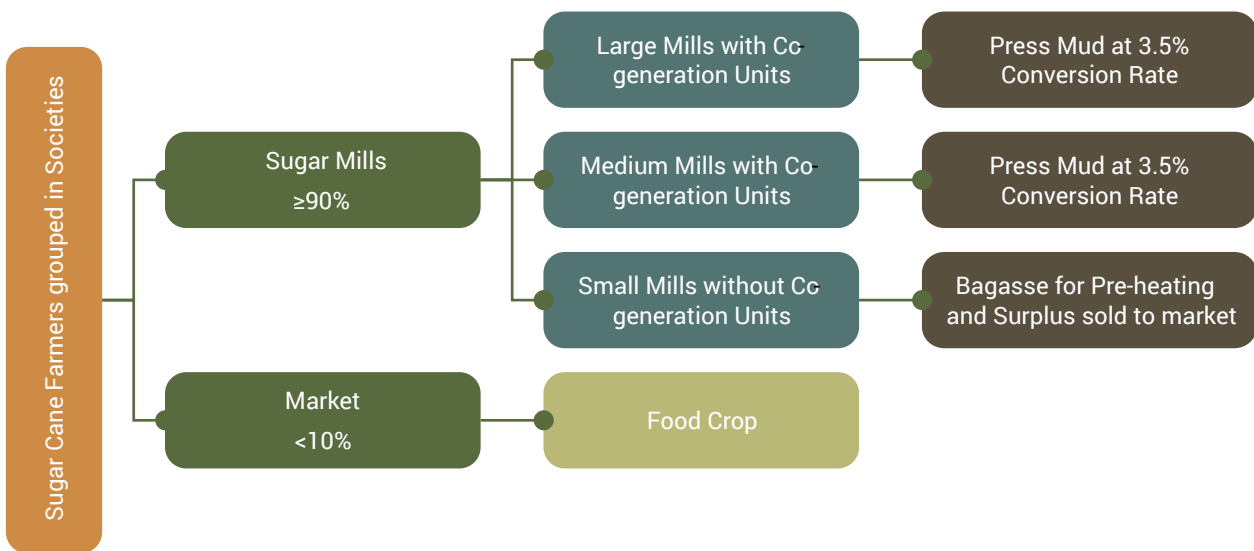 Sugar Cane Farmers grouped in Societies
Sugar Mills
≥90%
Market
<10%
Large Mills with Co-
generation Units
Medium Mills with Co-
generation Units
Small Mills without Co-
generation Units
Food Crop
Press Mud at 3.5%
Conversion Rate
Press Mud at 3.5%
Conversion Rate
Bagasse for Pre-heating
and Surplus sold to market